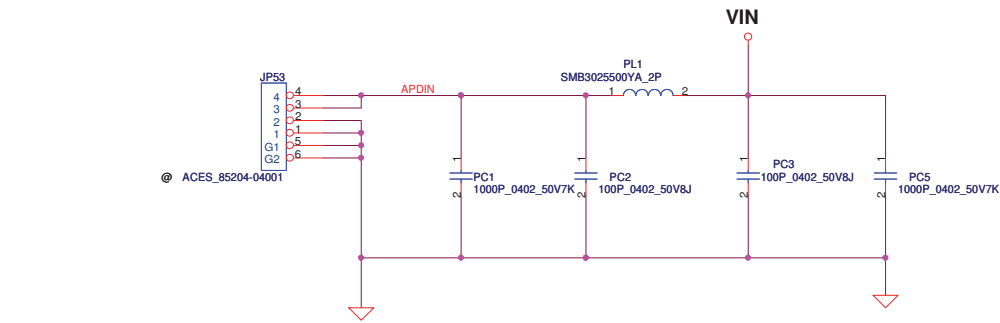 VIN
PL1
SMB3025500YA_2P
1 2
JP53
APDIN
4 4
3 3
2 2
1 1
G1 5
G2 6
@ ACES_85204-04001
1
2
PC1
1000P_0402_50V7K
1
2
PC2
100P_0402_50V8J
1
2
PC3
100P_0402_50V8J
1
2
PC5
1000P_0402_50V7K